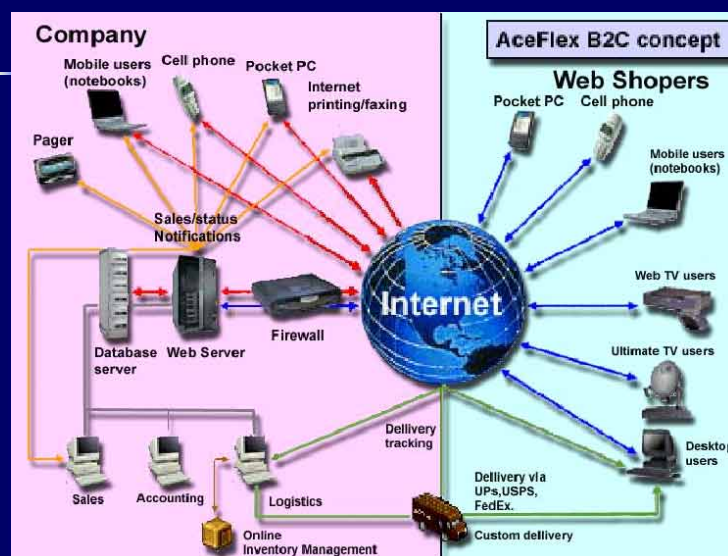 Company
AceFlex B2C concept
Web Shopers
Mobile users
(notebooks)
Cell phone
Pocket PC
Internet
printing/faxing
Pager
Pocket PC
Cell phone
Mobile users
(notebooks)
Sales/status
Notifications
Internet
Web TV users
Firewall
Database
server
Web Server
Ultimate TV users
Dellivery
tracking
Desktop
users
Sales
Accounting
Logistics
Dellivery via
UPs,USPS,
FedEx.
Online
Inventory Management
Custom dellivery